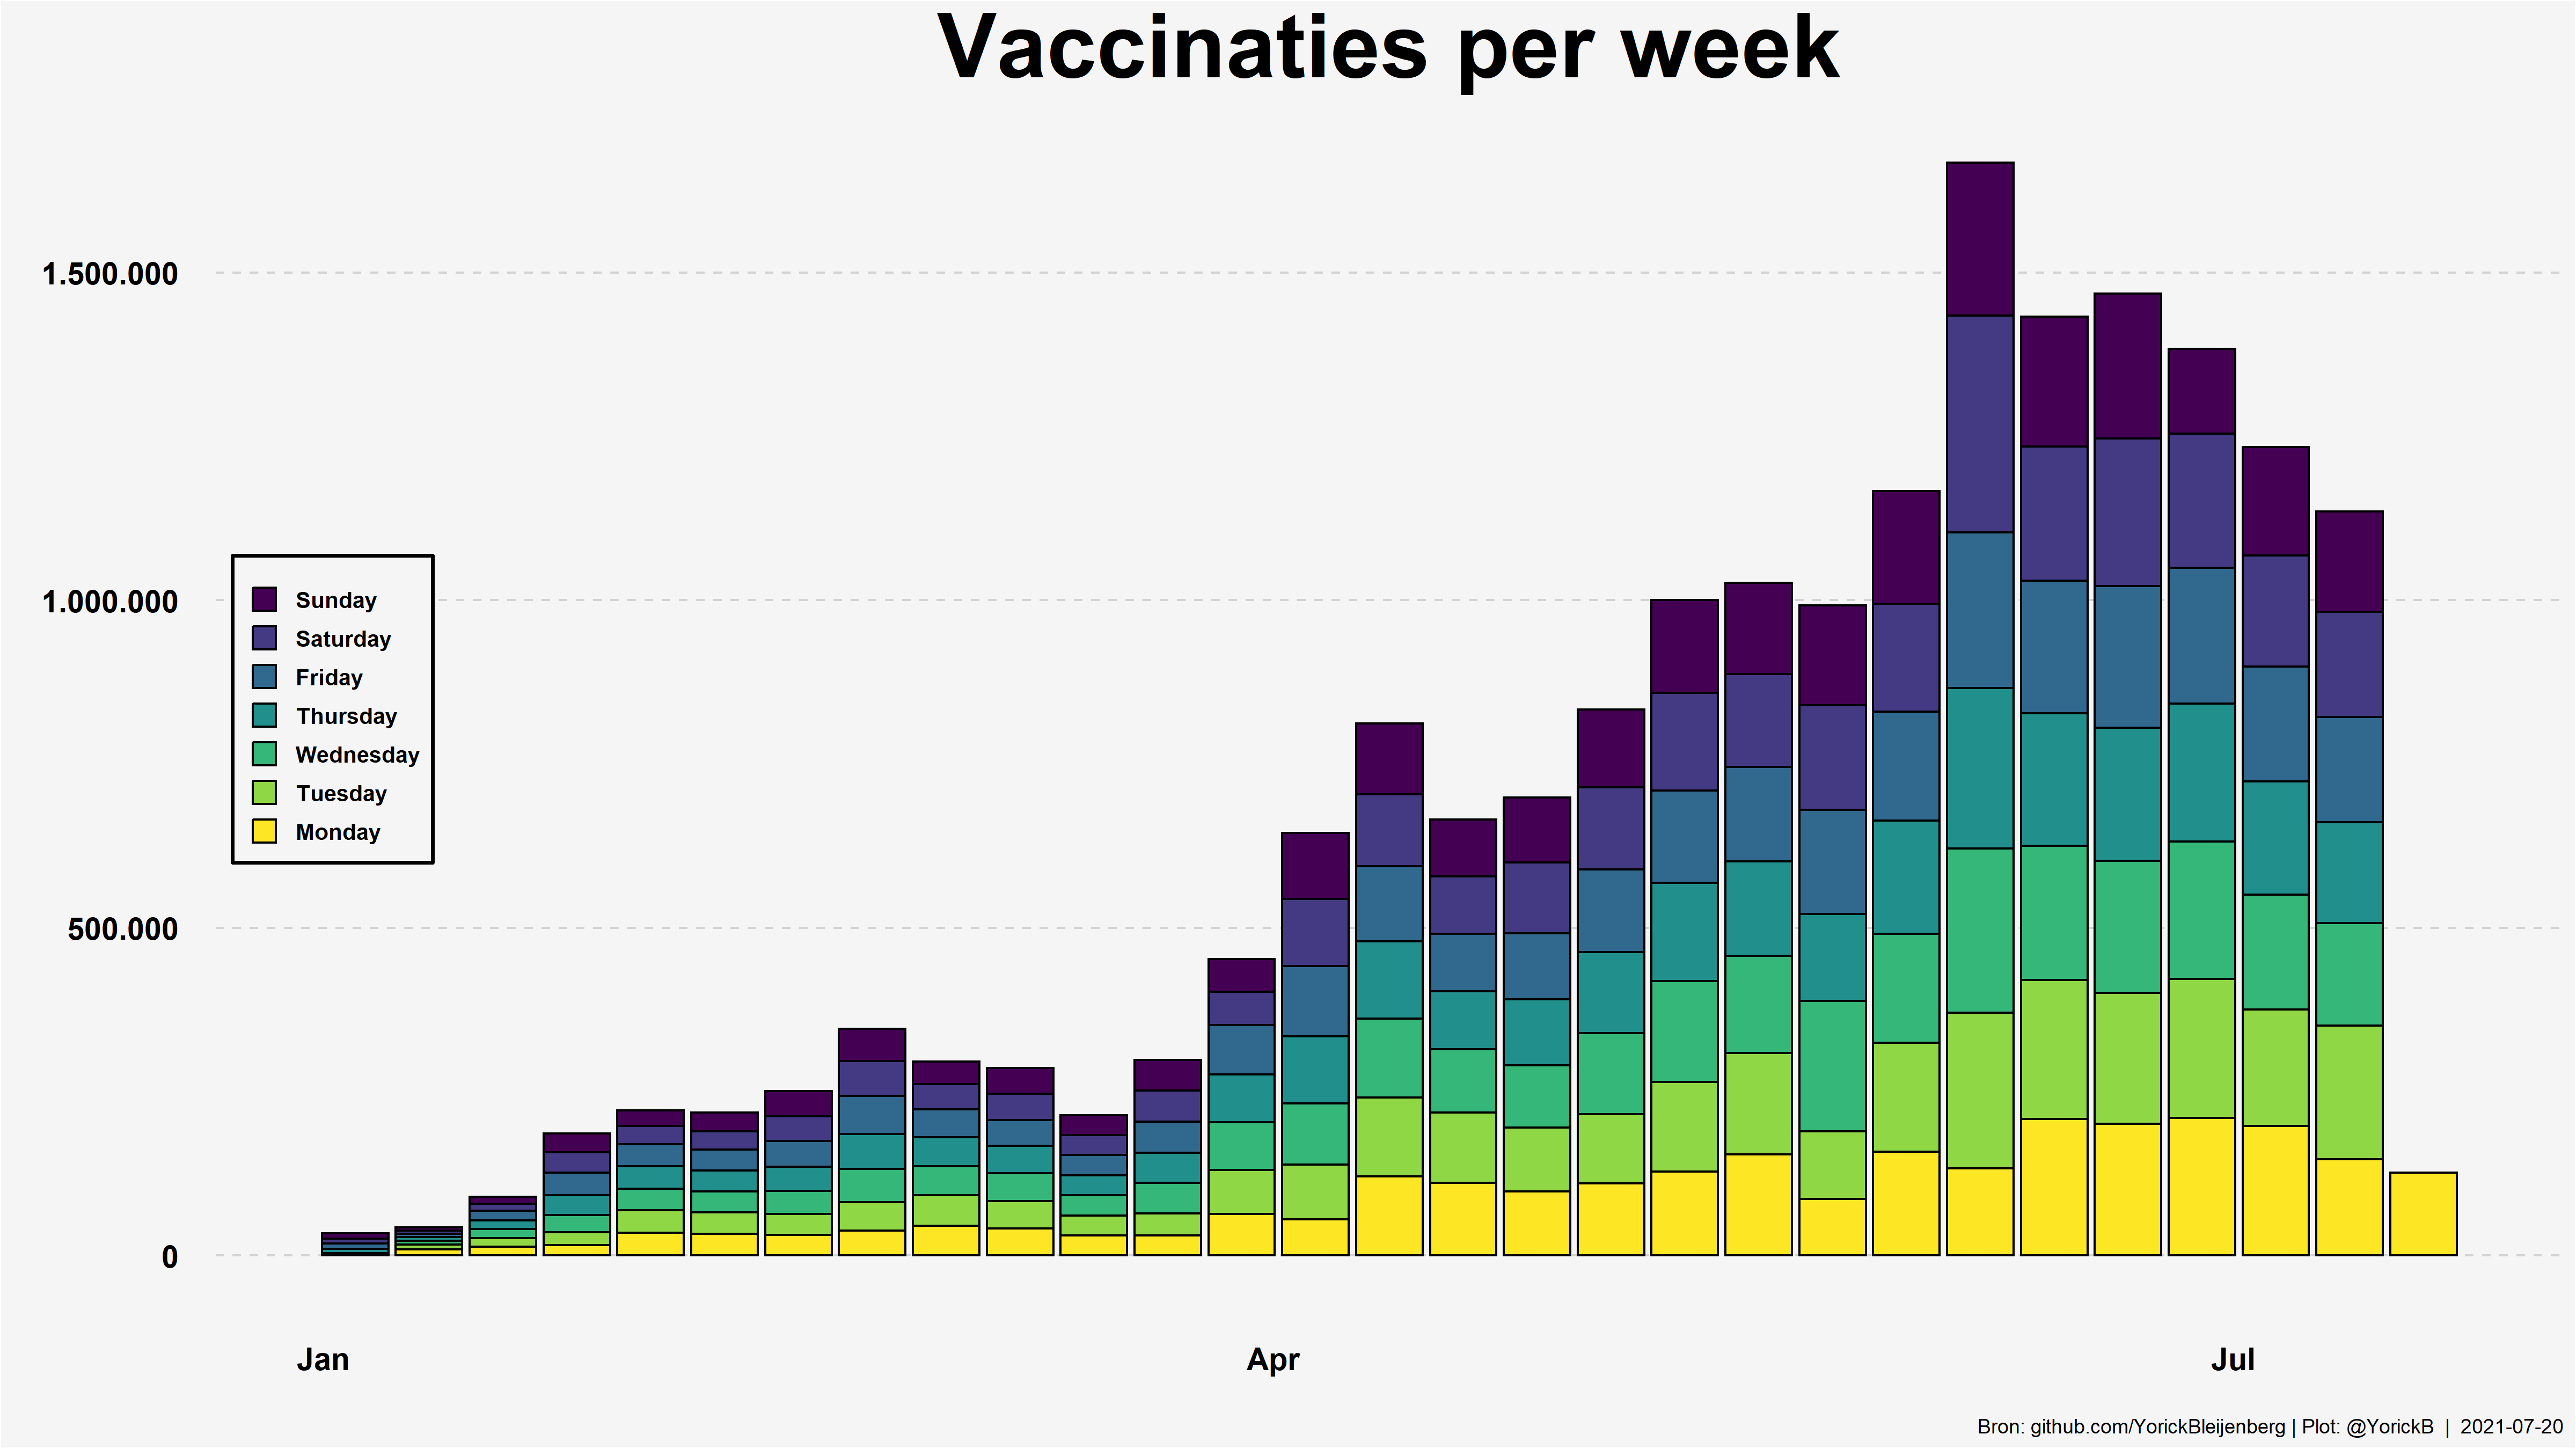 Vaccinaties per week
1.500.000
1.000.000
500.000
0
Sunday
Saturday
Friday
Thursday
Wednesday
Tuesday
Monday
Jan Apr Jul
Bron: github.com/YorickBleijenberg | Plot: @YorickB | 2021-07-20